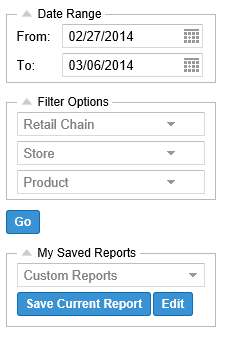 Date Range
From: 02/27/2014
To: 03/06/2014
Filter Options
Retail Chain
Store
Product
Go
My Saved Reports
Custom Reports
Save Current Report Edit